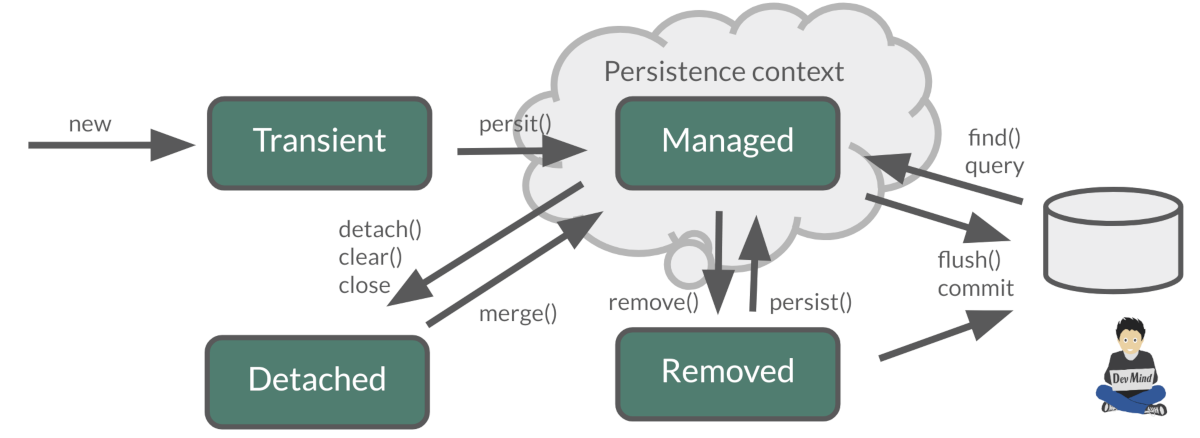 Persistence context
new
Transient
persit()
Managed
find()
query
detach()
clear()
close
merge()
remove()
persist()
flush()
commit
Detached
Removed
Dev Mind